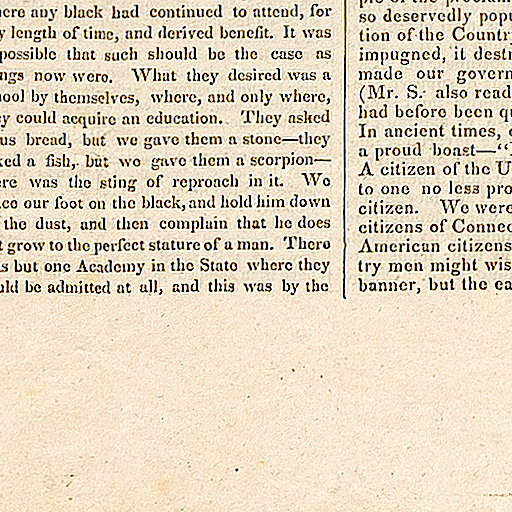 here any black had continued to attend, for
y length of time, and derived benefit. It was
possible that such should be the case as
ngs now were. What they desired was a
hool by themselves, where, and only where,
ey could acquire an education.. They asked
us bread, but we gave them a stone—they
ked a fish, but we gave them a scorpion—
ere was the sting of reproach in it. We
ce our foot on the black, and hold him down
the dust, and then complain that he does
t grow to the perfect stature of a man. There
s but one Academy in the State where they
uld be admitted at all, and this was by the
so deservedly popu
tion of the Countr
impugned, it destr
made our govern
(Mr. S. also read
had before been qu
In ancient times,
a proud boast—“
A citizen of the U
to one no less pro
citizen. We were
citizens of Connec
American citizens
try men might wis
banner, but the ea